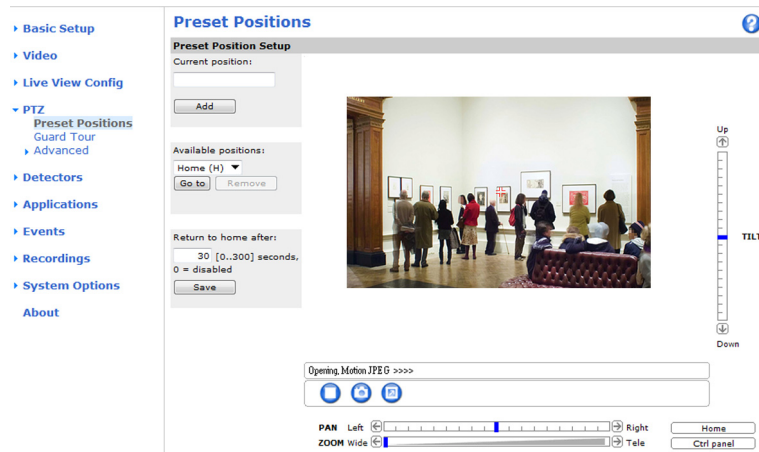 Basic Setup
Video
Live View Config
PTZ
Preset Positions
Guard Tour
Advanced
Detectors
Applications
Events
Recordings
System Options
About
Preset Positions
?
Preset Position Setup
Current position:
Add
Available positions:
Home (H)
Go to Remove
Return to home after:
30 [0..300] seconds,
0 = disabled
Save
Up
TILT
Down
Opening, Motion JPEG >>>>
PAN Left Right Home
ZOOM Wide Tele Ctrl panel